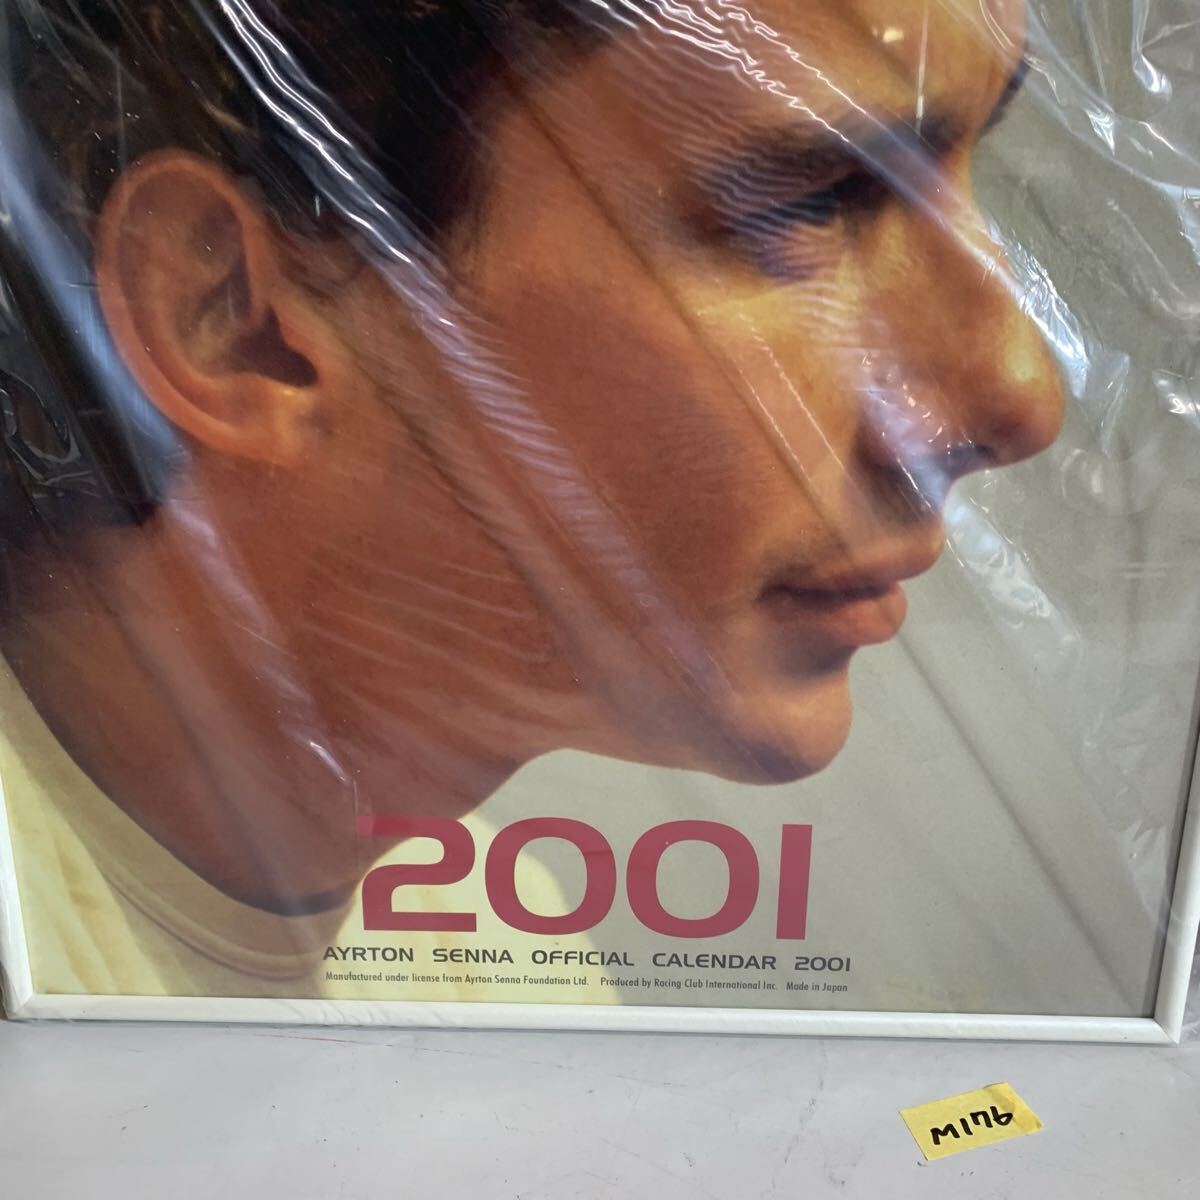 2001
AYRTON SENNA OFFICIAL CALENDAR 2001
Manufactured under license from Ayrton Senna Foundation Ltd. Produced by Racing Club International Inc. Made in Japan
M176